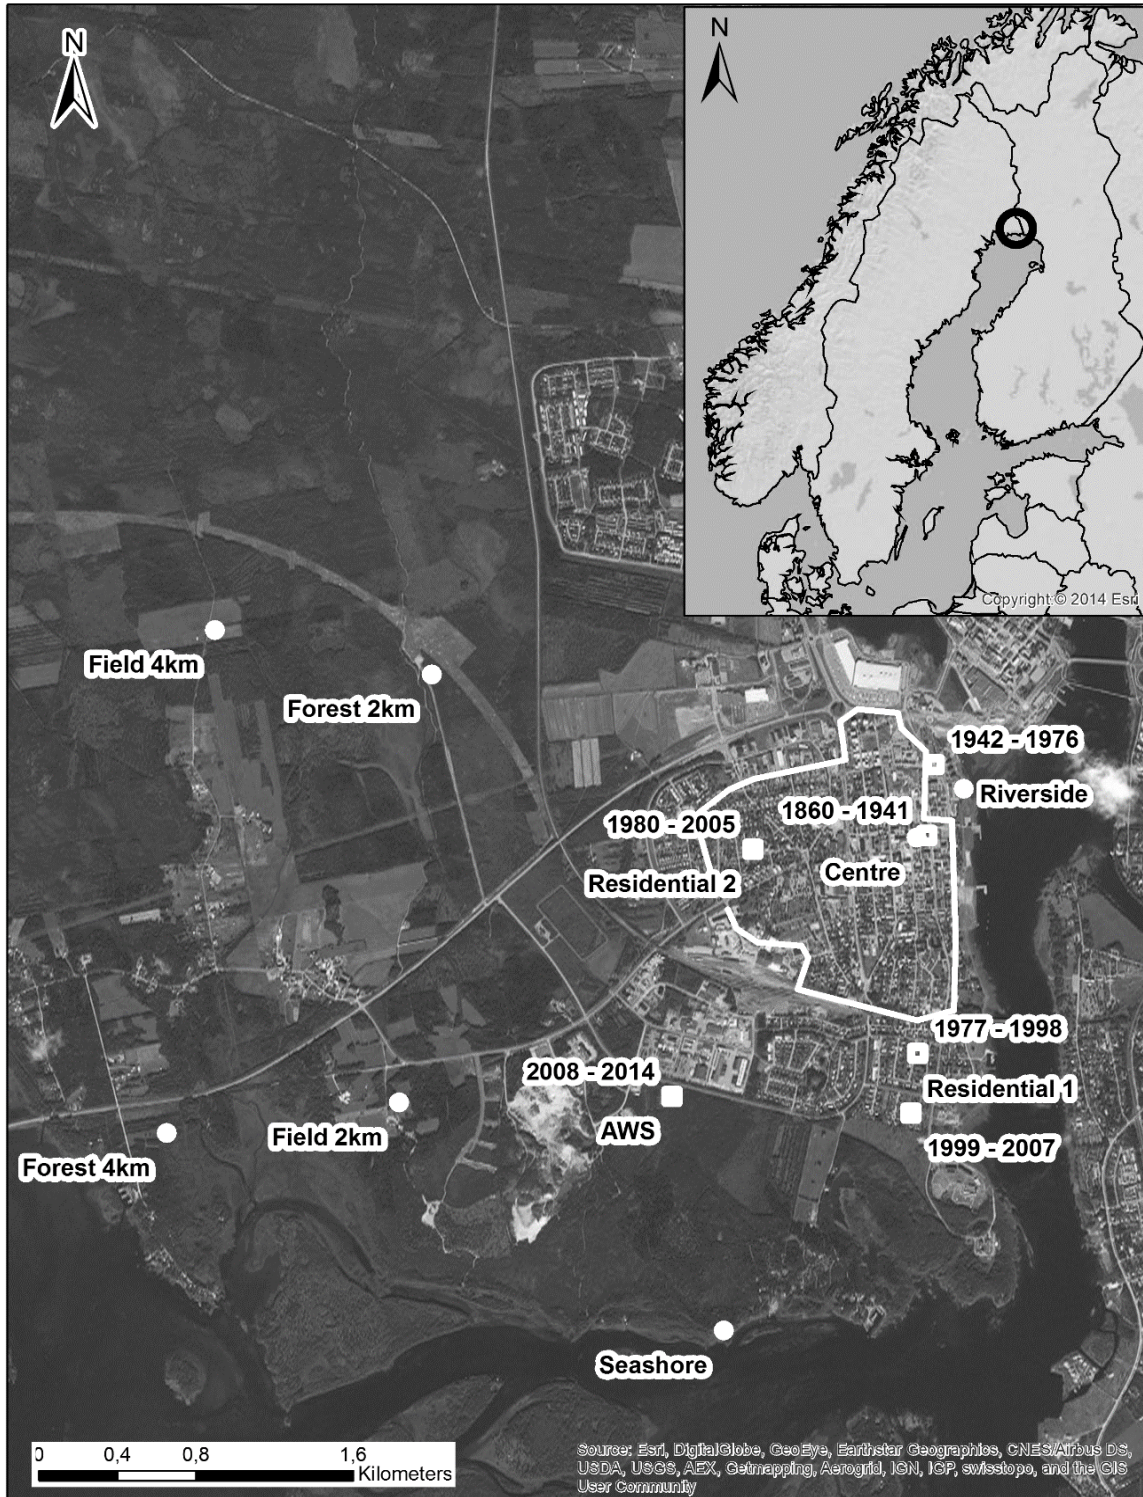 N
N
Copyright:© 2014 Esri
Field 4km
Forest 2km
1942 - 1976
Riverside
1860 - 1941
1980 - 2005
Centre
Residential 2
1977 - 1998
2008 - 2014
Residential 1
AWS
Field 2km
Forest 4km
1999 - 2007
Seashore
0 0,4 0,8 1,6
Kilometers
Source: Esri, DigitalGlobe, GeoEye, Earthstar Geographics, CNES/Airbus DS,
USDA, USGS, AEX, Getmapping, Aerogrid, IGN, IGP, swisstopo, and the GIS
User Community